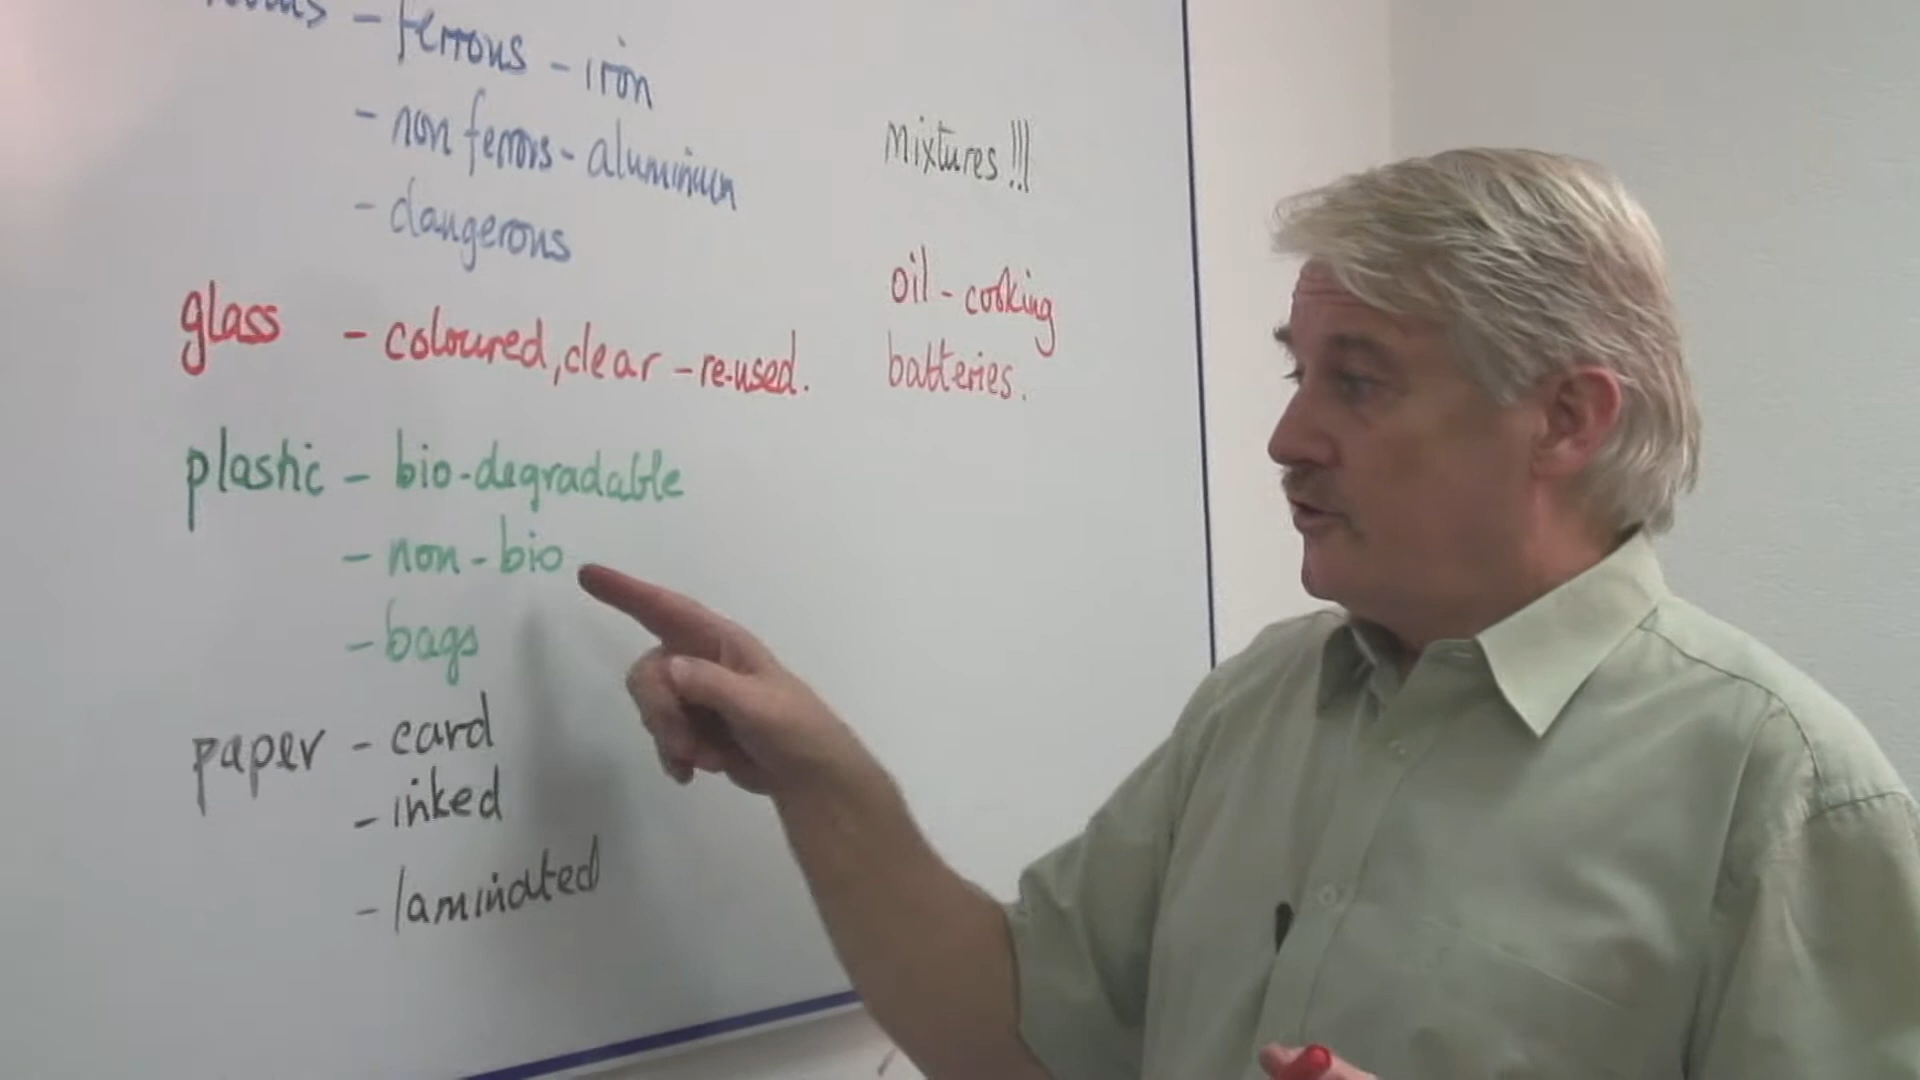 - ferrous - iron
- non ferrous - aluminium
- dangerous
glass - coloured, clear - re-used.
plastic - bio-degradable
- non-bio
- bags
paper - card
- inked
- laminated
mixtures!!!
oil - cooking
batteries.